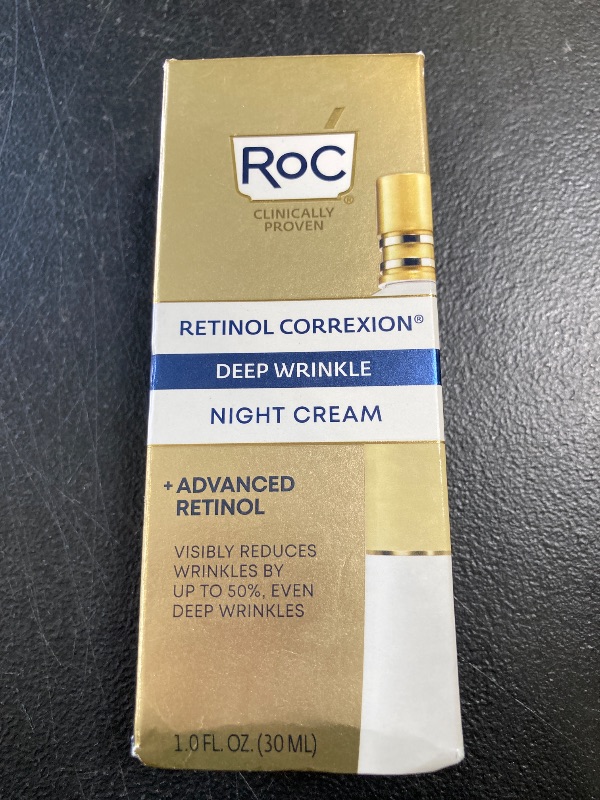 RoC®
CLINICALLY
PROVEN
RETINOL CORREXION®
DEEP WRINKLE
NIGHT CREAM
+ ADVANCED
RETINOL
VISIBLY REDUCES
WRINKLES BY
UP TO 50%, EVEN
DEEP WRINKLES
1.0 FL. OZ. (30 ML)